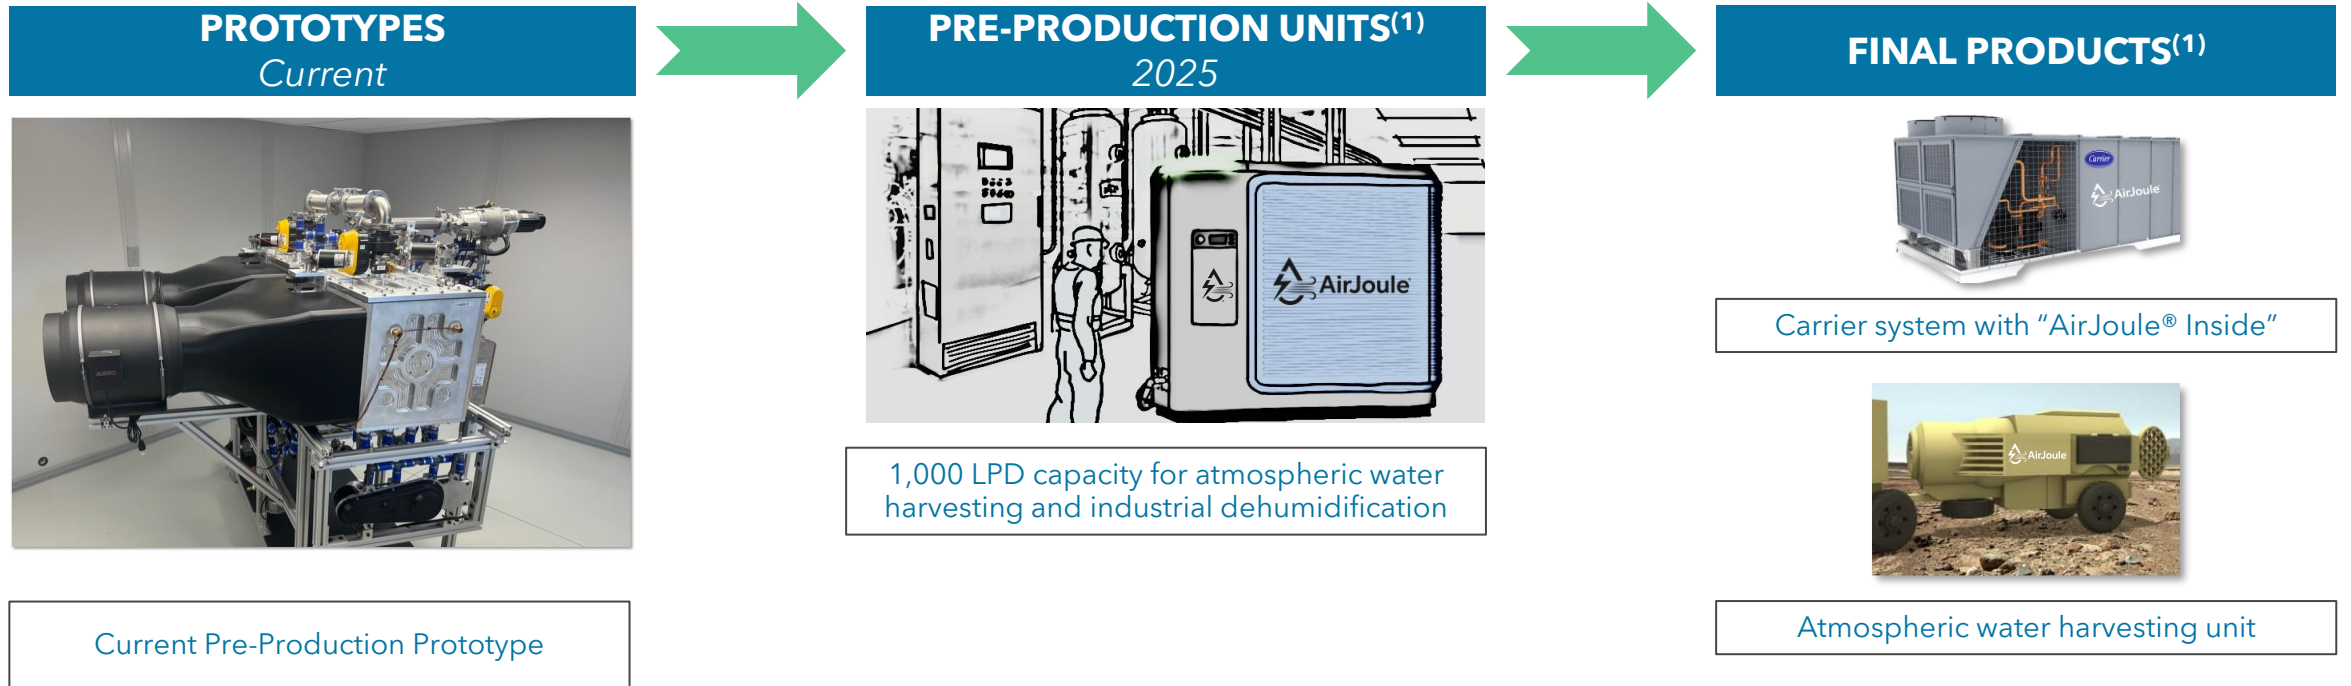 PROTOTYPES
Current
PRE-PRODUCTION UNITS(1)
2025
FINAL PRODUCTS(1)
AirJoule
1,000 LPD capacity for atmospheric water
harvesting and industrial dehumidification
Carrier
AirJoule
Carrier system with “AirJoule® Inside”
AirJoule
Atmospheric water harvesting unit
Current Pre-Production Prototype